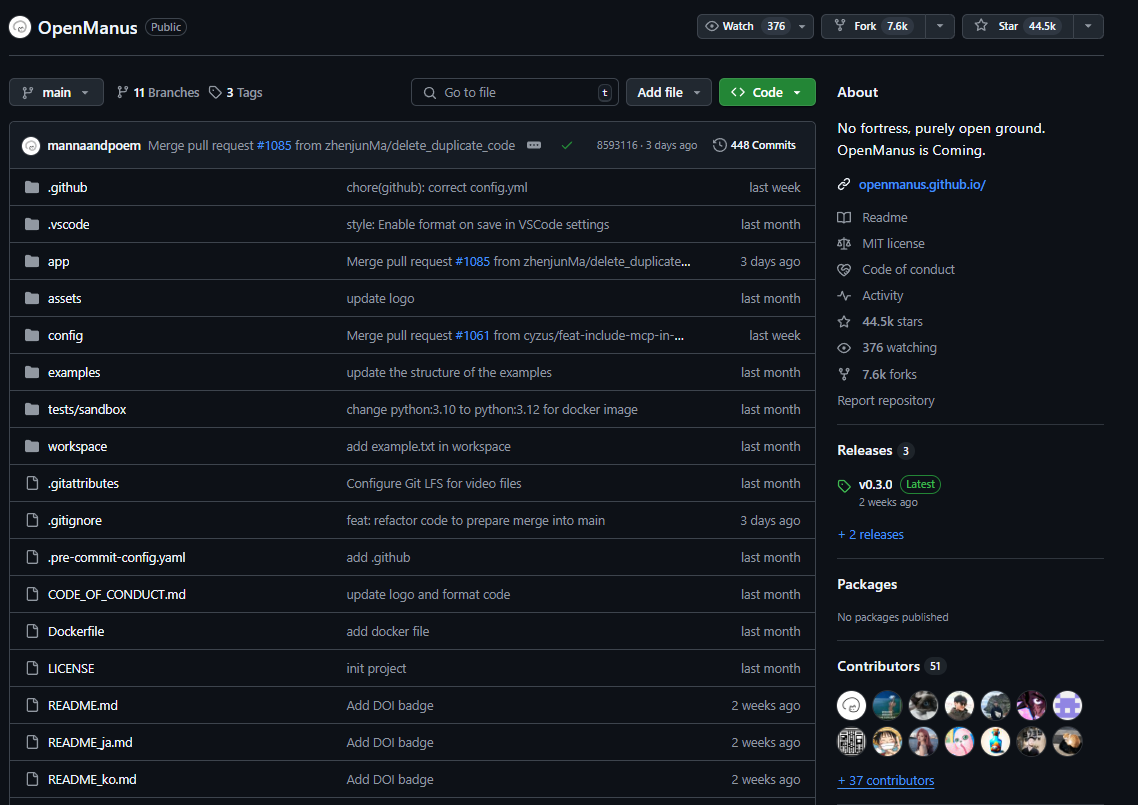 OpenManus Public Watch 376 Fork 7.6k Star 44.5k
main 11 Branches 3 Tags Go to file t Add file Code
mannaandpoem Merge pull request #1085 from zhenjunMa/delete_duplicate_code 8593116 · 3 days ago 448 Commits
.github chore(github): correct config.yml last week
.vscode style: Enable format on save in VSCode settings last month
app Merge pull request #1085 from zhenjunMa/delete_duplicate... 3 days ago
assets update logo last month
config Merge pull request #1061 from cyzus/feat-include-mcp-in-... last week
examples update the structure of the examples last month
tests/sandbox change python:3.10 to python:3.12 for docker image last month
workspace add example.txt in workspace last month
.gitattributes Configure Git LFS for video files last month
.gitignore feat: refactor code to prepare merge into main 3 days ago
.pre-commit-config.yaml add .github last month
CODE_OF_CONDUCT.md update logo and format code last month
Dockerfile add docker file last month
LICENSE init project last month
README.md Add DOI badge 2 weeks ago
README_ja.md Add DOI badge 2 weeks ago
README_ko.md Add DOI badge 2 weeks ago
About
No fortress, purely open ground.
OpenManus is Coming.
openmanus.github.io/
Readme
MIT license
Code of conduct
Activity
44.5k stars
376 watching
7.6k forks
Report repository
Releases 3
v0.3.0 Latest
2 weeks ago
+ 2 releases
Packages
No packages published
Contributors 51
+ 37 contributors